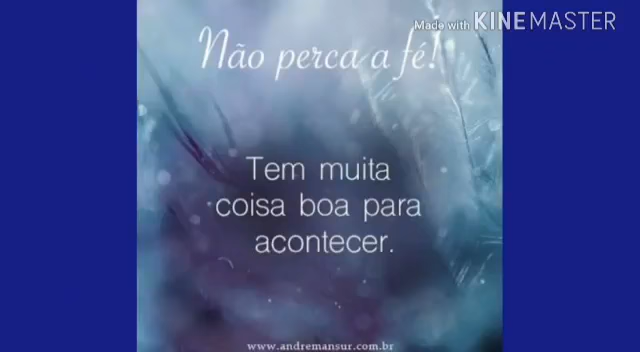 Made with KINEMASTER
Não perca a fé!
Tem muita
coisa boa para
acontecer.
www.andremansur.com.br